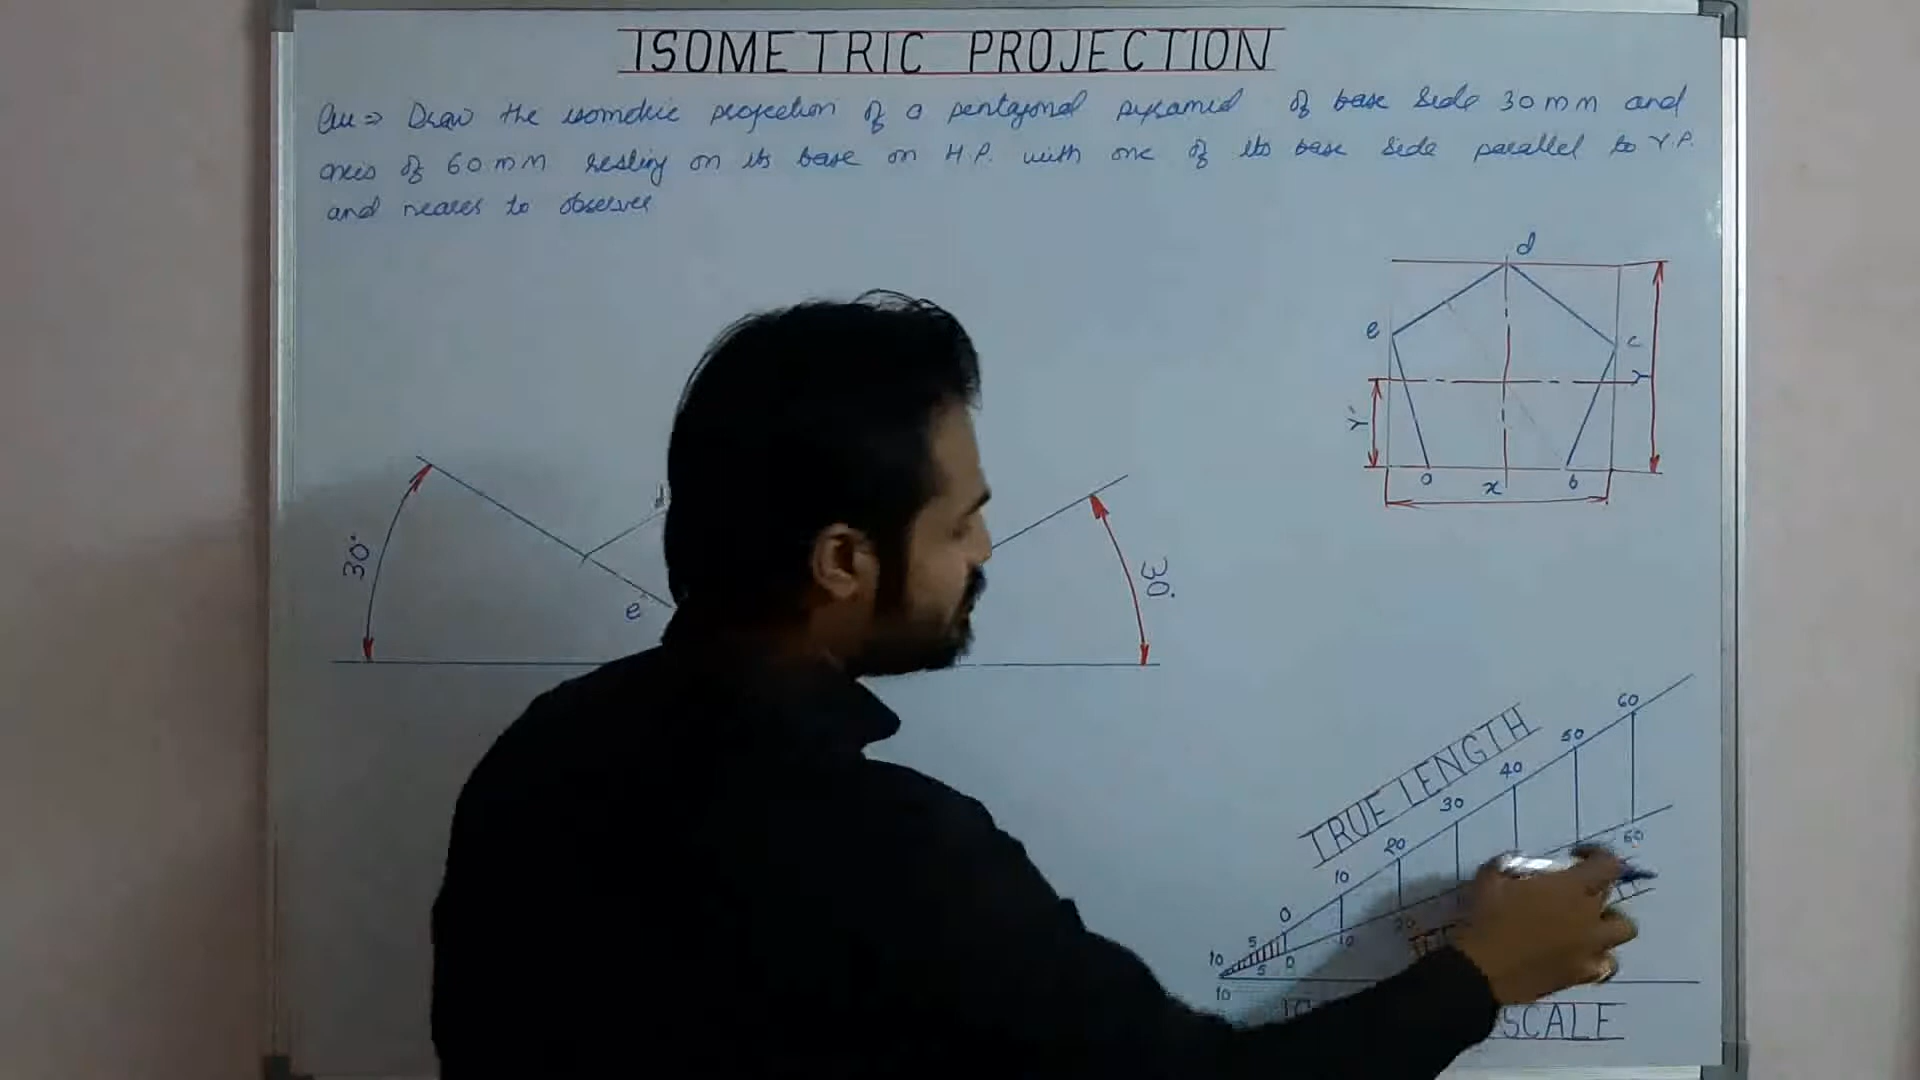 ISOMETRIC PROJECTION
Qu ⇒ Draw the isometric projection of a pentagonal pyramid of base side 30 mm and
axis of 60 mm resting on its base on H.P. with one of its base side parallel to V.P.
and nearer to observer
d
e
c
Y
Y'
a
x
b
30°
d
30°
e
60
TRUE LENGTH
50
40
30
20
60
10
0
5
10
20
10
5
0
10
SCALE